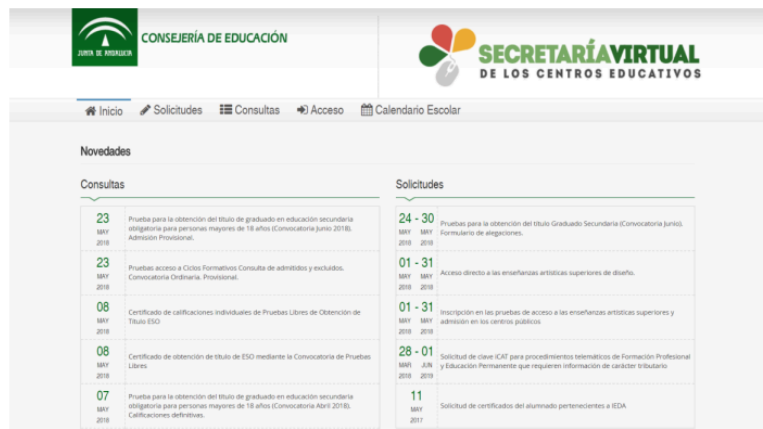 JUNTA DE ANDALUCIA
CONSEJERÍA DE EDUCACIÓN
SECRETARÍAVIRTUAL
DE LOS CENTROS EDUCATIVOS
Inicio Solicitudes Consultas Acceso Calendario Escolar
Novedades
Consultas
23
MAY
2018
Prueba para la obtención del título de graduado en educación secundaria
obligatoria para personas mayores de 18 años (Convocatoria Junio 2018).
Admisión Provisional.
23
MAY
2018
Pruebas acceso a Ciclos Formativos Consulta de admitidos y excluidos.
Convocatoria Ordinaria. Provisional.
08
MAY
2018
Certificado de calificaciones individuales de Pruebas Libres de Obtención de
Título ESO
08
MAY
2018
Certificado de obtención de título de ESO mediante la Convocatoria de Pruebas
Libres
07
MAY
2018
Prueba para la obtención del título de graduado en educación secundaria
obligatoria para personas mayores de 18 años (Convocatoria Abril 2018).
Calificaciones definitivas.
Solicitudes
24 - 30
MAY MAY
2018 2018
Pruebas para la obtención del título Graduado Secundaria (Convocatoria Junio).
Formulario de alegaciones.
01 - 31
MAY MAY
2018 2018
Acceso directo a las enseñanzas artísticas superiores de diseño.
01 - 31
MAY MAY
2018 2018
Inscripción en las pruebas de acceso a las enseñanzas artísticas superiores y
admisión en los centros públicos
28 - 01
MAR JUN
2018 2019
Solicitud de clave iCAT para procedimientos telemáticos de Formación Profesional
y Educación Permanente que requieren información de carácter tributario
11
MAY
2017
Solicitud de certificados del alumnado pertenecientes a IEDA